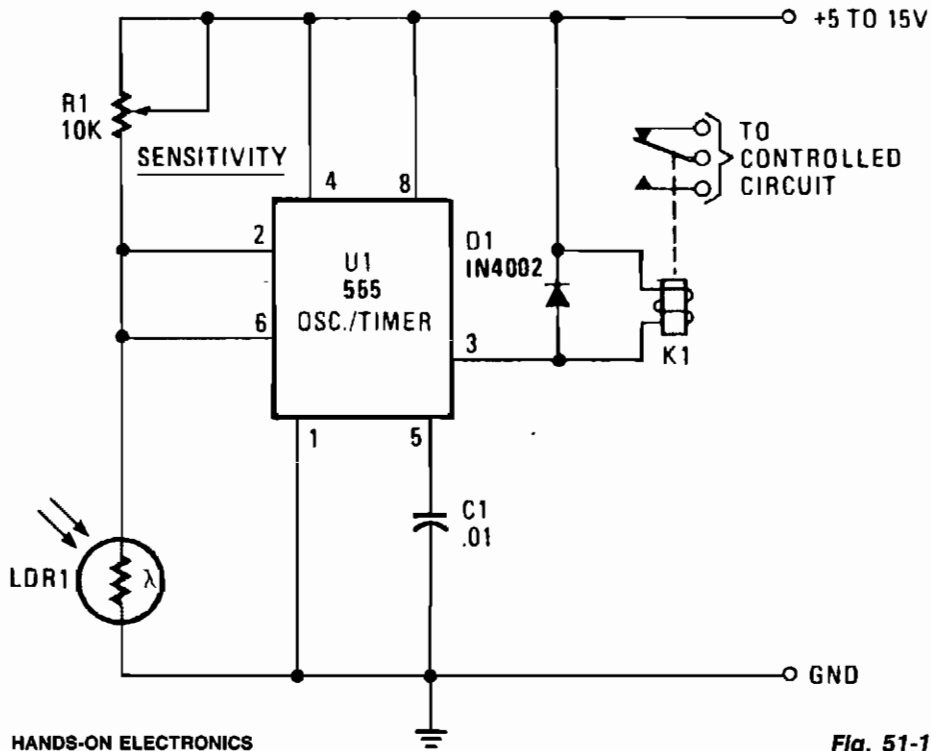 +5 TO 15V
R1
10K
SENSITIVITY
TO
CONTROLLED
CIRCUIT
4
8
2
D1
IN4002
U1
555
OSC./TIMER
6
3
K1
1
5
C1
.01
LDR1
λ
GND
HANDS-ON ELECTRONICS
Fig. 51-1